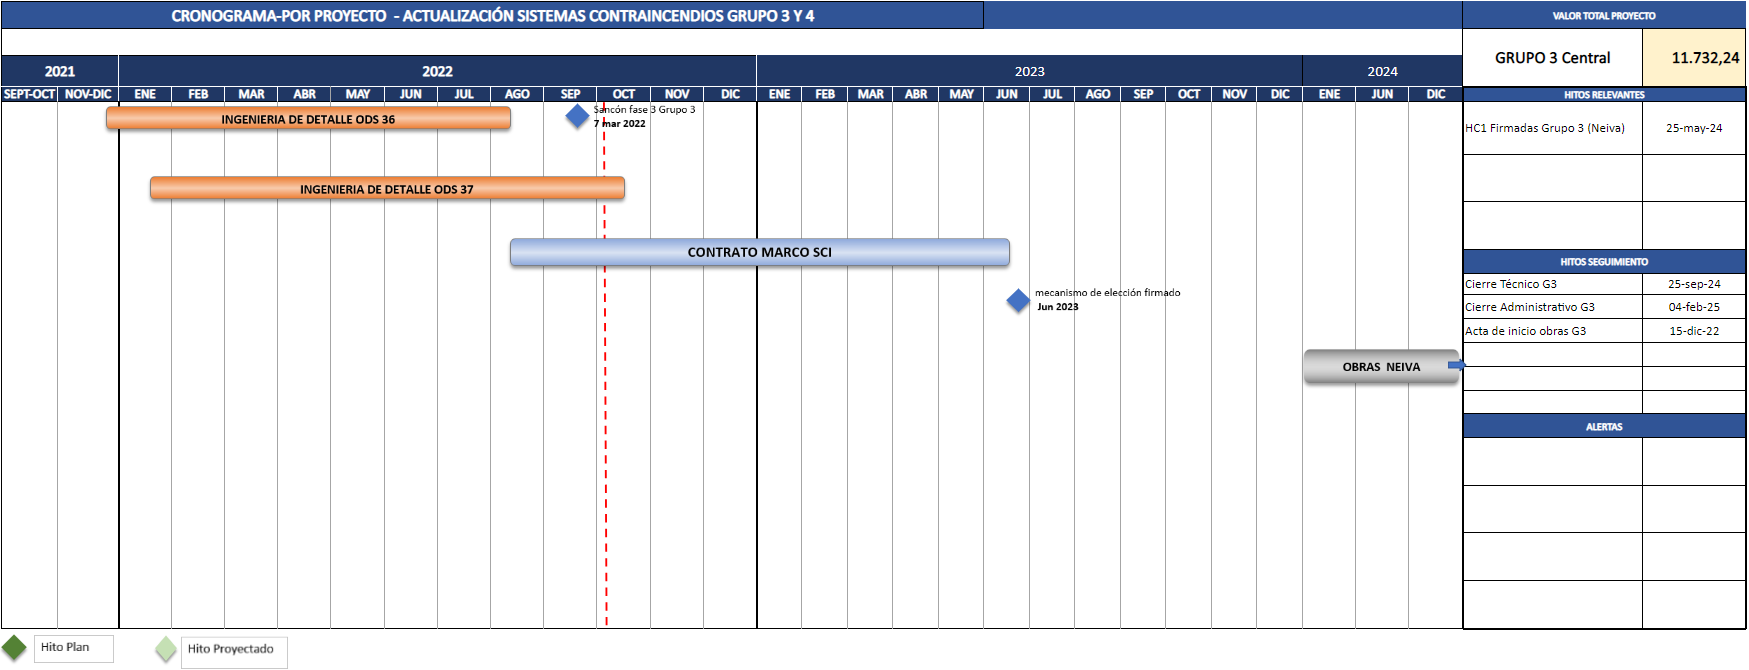 CRONOGRAMA-POR PROYECTO - ACTUALIZACIÓN SISTEMAS CONTRAINCENDIOS GRUPO 3 Y 4
VALOR TOTAL PROYECTO
GRUPO 3 Central 11.732,24
2021 2022 2023 2024
SEPT-OCT NOV-DIC ENE FEB MAR ABR MAY JUN JUL AGO SEP OCT NOV DIC ENE FEB MAR ABR MAY JUN JUL AGO SEP OCT NOV DIC ENE JUN DIC
HITOS RELEVANTES
INGENIERIA DE DETALLE ODS 36
Sancón fase 3 Grupo 3
7 mar 2022
HC1 Firmadas Grupo 3 (Neiva) 25-may-24
INGENIERIA DE DETALLE ODS 37
CONTRATO MARCO SCI
HITOS SEGUIMIENTO
mecanismo de elección firmado
Jun 2023
Cierre Técnico G3 25-sep-24
Cierre Administrativo G3 04-feb-25
Acta de inicio obras G3 15-dic-22
OBRAS NEIVA
ALERTAS
Hito Plan
Hito Proyectado